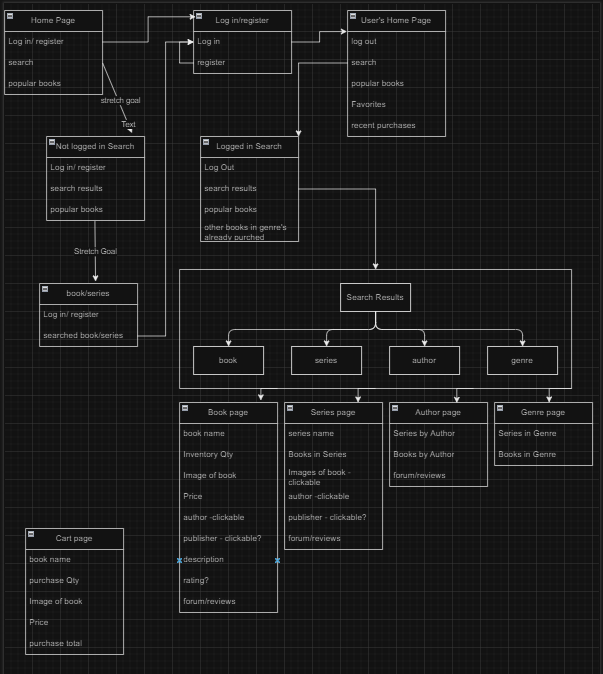 Home Page
Log in/ register
search
popular books
Log in/register
Log in
register
User's Home Page
log out
search
popular books
Favorites
recent purchases
stretch goal
Text
Not logged in Search
Log in/ register
search results
popular books
Logged in Search
Log Out
search results
popular books
other books in genre's
already purched
Stretch Goal
book/series
Log in/ register
searched book/series
Search Results
book
series
author
genre
Book page
book name
Inventory Qty
Image of book
Price
author -clickable
publisher - clickable?
description
rating?
forum/reviews
Series page
series name
Books in Series
Images of book -
clickable
author -clickable
publisher - clickable?
forum/reviews
Author page
Series by Author
Books by Author
forum/reviews
Genre page
Series in Genre
Books in Genre
Cart page
book name
purchase Qty
Image of book
Price
purchase total